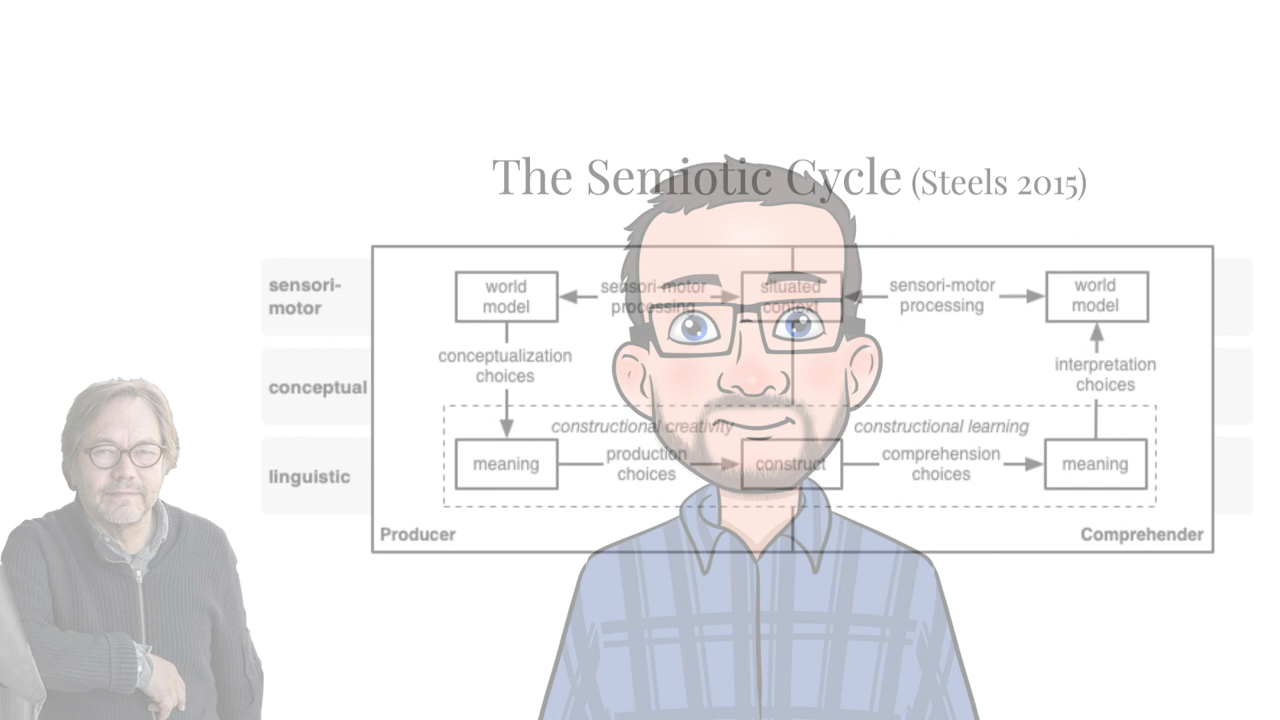 The Semiotic Cycle (Steels 2015)
sensori-
motor
world
model
sensori-motor
processing
situated
context
sensori-motor
processing
world
model
conceptualization
choices
interpretation
choices
conceptual
constructional creativity
constructional learning
linguistic
meaning
production
choices
construct
comprehension
choices
meaning
Producer
Comprehender